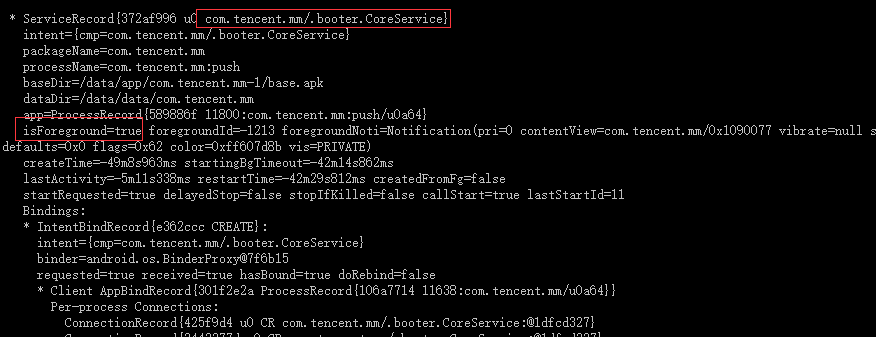 * ServiceRecord{372af996 u0 com.tencent.mm/.booter.CoreService}
intent={cmp=com.tencent.mm/.booter.CoreService}
packageName=com.tencent.mm
processName=com.tencent.mm:push
baseDir=/data/app/com.tencent.mm-1/base.apk
dataDir=/data/data/com.tencent.mm
app=ProcessRecord{589886f 11800:com.tencent.mm:push/u0a64}
isForeground=true foregroundId=-1213 foregroundNoti=Notification(pri=0 contentView=com.tencent.mm/0x1090077 vibrate=null s
defaults=0x0 flags=0x62 color=0xff607d8b vis=PRIVATE)
createTime=-49m8s963ms startingBgTimeout=-42m14s862ms
lastActivity=-5m11s338ms restartTime=-42m29s812ms createdFromFg=false
startRequested=true delayedStop=false stopIfKilled=false callStart=true lastStartId=11
Bindings:
* IntentBindRecord{e362ccc CREATE}:
intent={cmp=com.tencent.mm/.booter.CoreService}
binder=android.os.BinderProxy@7f6b15
requested=true received=true hasBound=true doRebind=false
* Client AppBindRecord{301f2e2a ProcessRecord{106a7714 11638:com.tencent.mm/u0a64}}
Per-process Connections:
ConnectionRecord{425f9d4 u0 CR com.tencent.mm/.booter.CoreService:@1dfcd327}